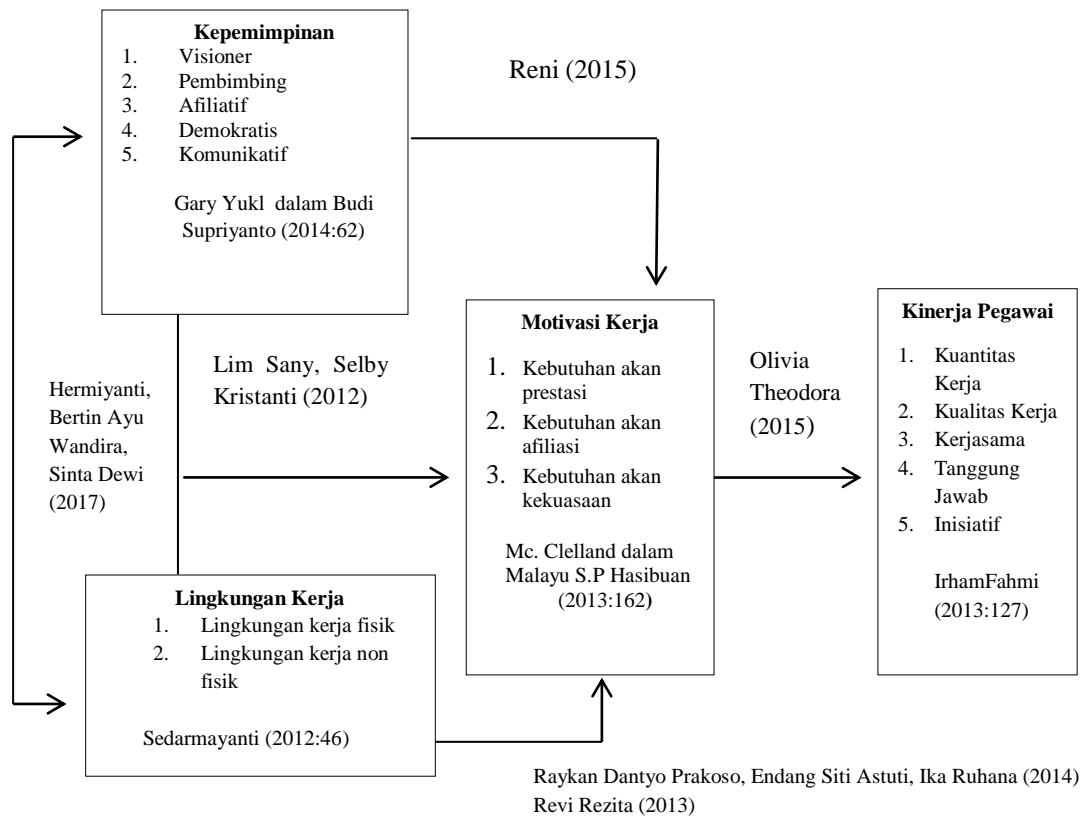 Kepemimpinan
1. Visioner
2. Pembimbing
3. Afiliatif
4. Demokratis
5. Komunikatif
Gary Yukl dalam Budi
Supriyanto (2014:62)
Reni (2015)
Hermiyanti,
Bertin Ayu
Wandira,
Sinta Dewi
(2017)
Lim Sany, Selby
Kristanti (2012)
Motivasi Kerja
1. Kebutuhan akan
prestasi
2. Kebutuhan akan
afiliasi
3. Kebutuhan akan
kekuasaan
Mc. Clelland dalam
Malayu S.P Hasibuan
(2013:162)
Olivia
Theodora
(2015)
Kinerja Pegawai
1. Kuantitas
Kerja
2. Kualitas Kerja
3. Kerjasama
4. Tanggung
Jawab
5. Inisiatif
IrhamFahmi
(2013:127)
Lingkungan Kerja
1. Lingkungan kerja fisik
2. Lingkungan kerja non
fisik
Sedarmayanti (2012:46)
Raykan Dantyo Prakoso, Endang Siti Astuti, Ika Ruhana (2014)
Revi Rezita (2013)